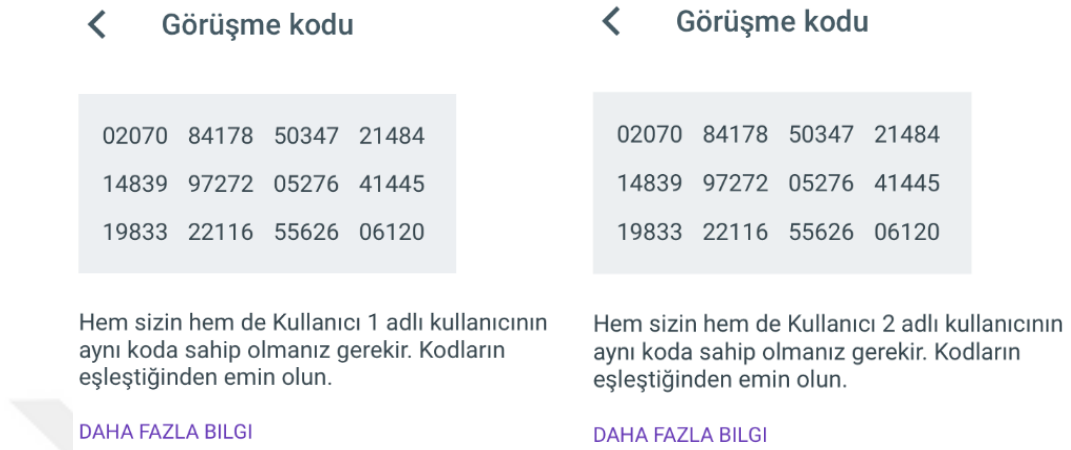 Görüşme kodu
02070 84178 50347 21484
14839 97272 05276 41445
19833 22116 55626 06120
Hem sizin hem de Kullanıcı 1 adlı kullanıcının
aynı koda sahip olmanız gerekir. Kodların
eşleştiğinden emin olun.
DAHA FAZLA BILGI
Görüşme kodu
02070 84178 50347 21484
14839 97272 05276 41445
19833 22116 55626 06120
Hem sizin hem de Kullanıcı 2 adlı kullanıcının
aynı koda sahip olmanız gerekir. Kodların
eşleştiğinden emin olun.
DAHA FAZLA BILGI